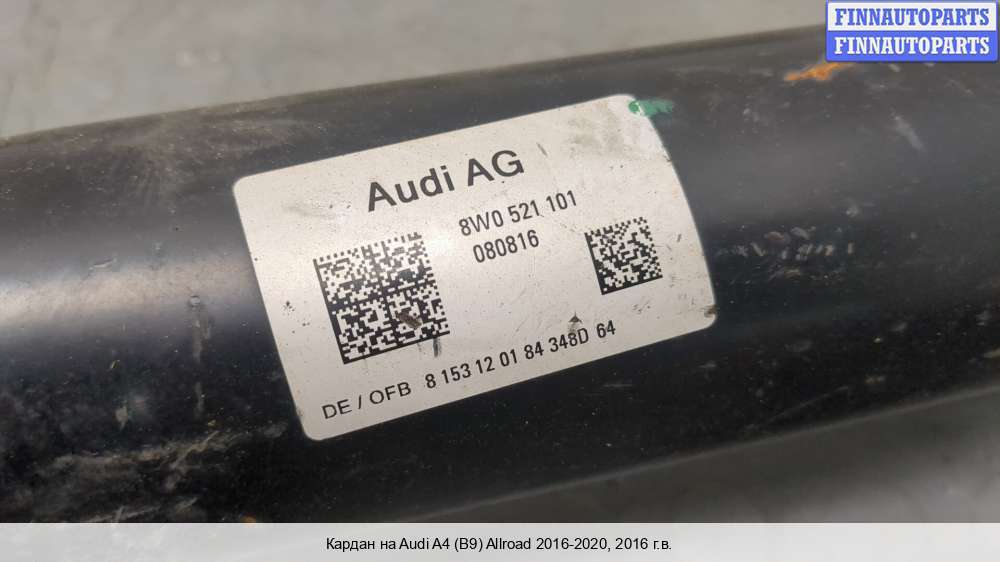 FINNAUTOPARTS
FINNAUTOPARTS
Audi AG
8W0 521 101
080816
DE / OFB 8 153 12 01 84 348D 64
Кардан на Audi A4 (B9) Allroad 2016-2020, 2016 г.в.